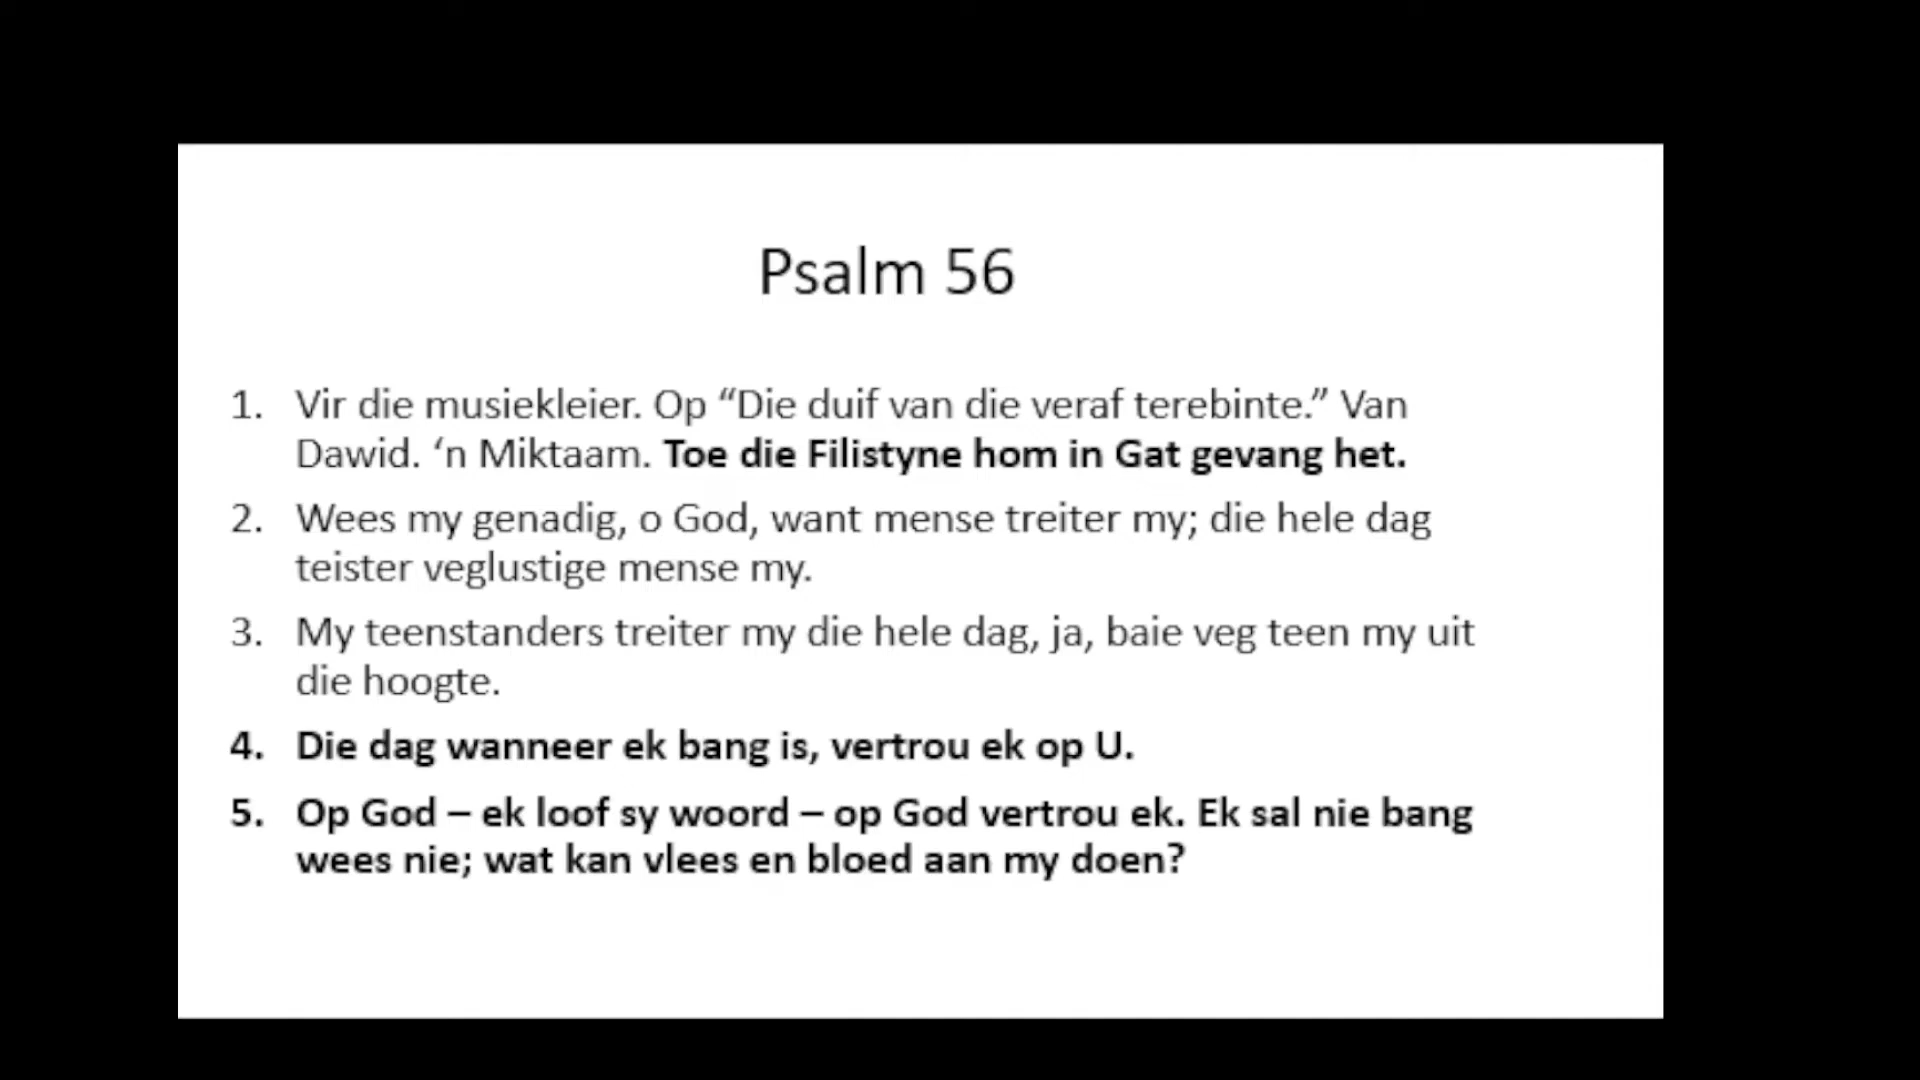 Psalm 56
1. Vir die musiekleier. Op “Die duif van die veraf terebinte.” Van
Dawid. ‘n Miktaam. Toe die Filistyne hom in Gat gevang het.
2. Wees my genadig, o God, want mense treiter my; die hele dag
teister veglustige mense my.
3. My teenstanders treiter my die hele dag, ja, baie veg teen my uit
die hoogte.
4. Die dag wanneer ek bang is, vertrou ek op U.
5. Op God – ek loof sy woord – op God vertrou ek. Ek sal nie bang
wees nie; wat kan vlees en bloed aan my doen?